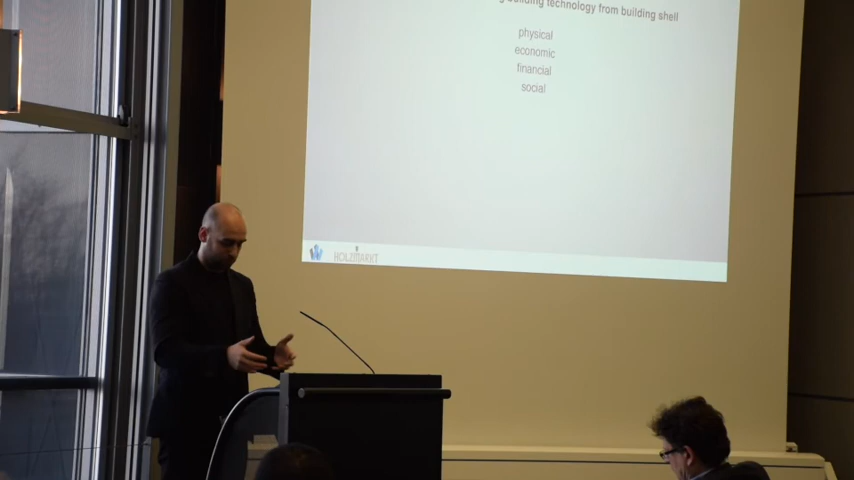 building technology from building shell
physical
economic
financial
social
HOLZMARKT